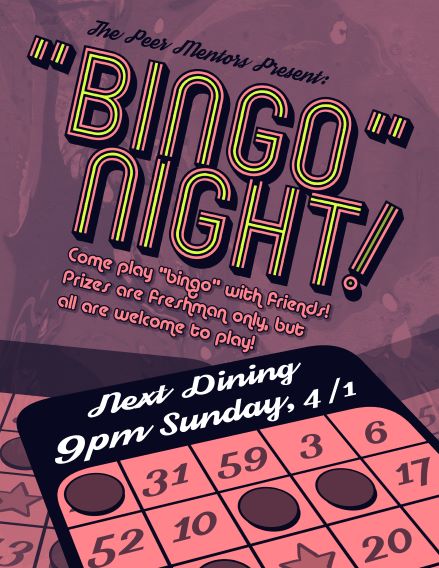 The Peer Mentors Present:
"BINGO"
NIGHT!
Come play "bingo" with friends!
Prizes are freshman only, but
all are welcome to play!
Next Dining
9pm Sunday, 4/1
31 59 3 6
52 10 17
20